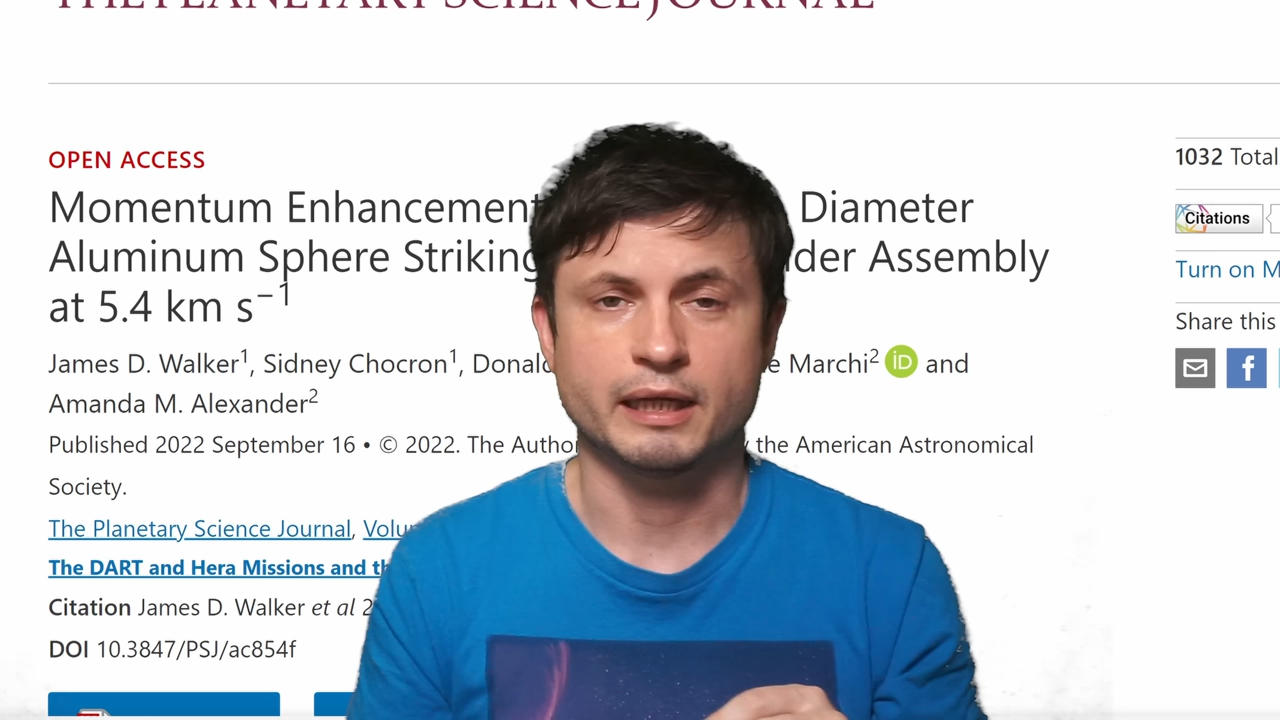 THE PLANETARY SCIENCE JOURNAL
OPEN ACCESS
Momentum Enhancement Diameter
Aluminum Sphere Striking der Assembly
at 5.4 km s⁻¹
James D. Walker¹, Sidney Chocron¹, Donald Marchi² iD and
Amanda M. Alexander²
Published 2022 September 16 • © 2022. The Author the American Astronomical
Society.
The Planetary Science Journal,
The DART and Hera Missions and
Citation James D. Walker et al 2
DOI 10.3847/PSJ/ac854f
1032 Total
Citations
Turn on
Share this
f